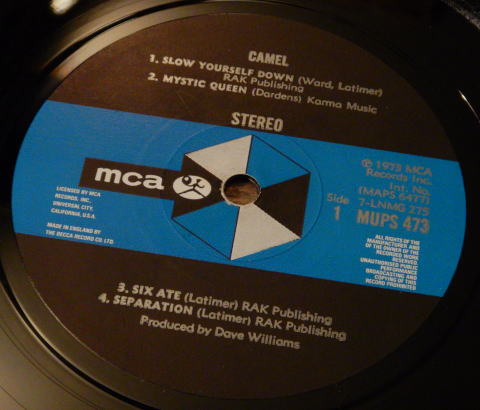 CAMEL
1. SLOW YOURSELF DOWN (Ward, Latimer)
RAK Publishing
2. MYSTIC QUEEN (Dardens) Karma Music
STEREO
mca
LICENSED BY MCA
RECORDS, INC.,
UNIVERSAL CITY,
CALIFORNIA, U.S.A.
MADE IN ENGLAND BY
THE DECCA RECORD CO LTD.
℗ 1973 MCA
Records Inc.
Int. No.
(MAPS 6477)
7-LNMG 275
Side
1
MUPS 473
ALL RIGHTS OF THE
MANUFACTURER AND
OF THE OWNER OF THE
RECORDED WORK
RESERVED.
UNAUTHORISED PUBLIC
PERFORMANCE
BROADCASTING AND
COPYING OF THIS
RECORD PROHIBITED
3. SIX ATE (Latimer) RAK Publishing
4. SEPARATION (Latimer) RAK Publishing
Produced by Dave Williams